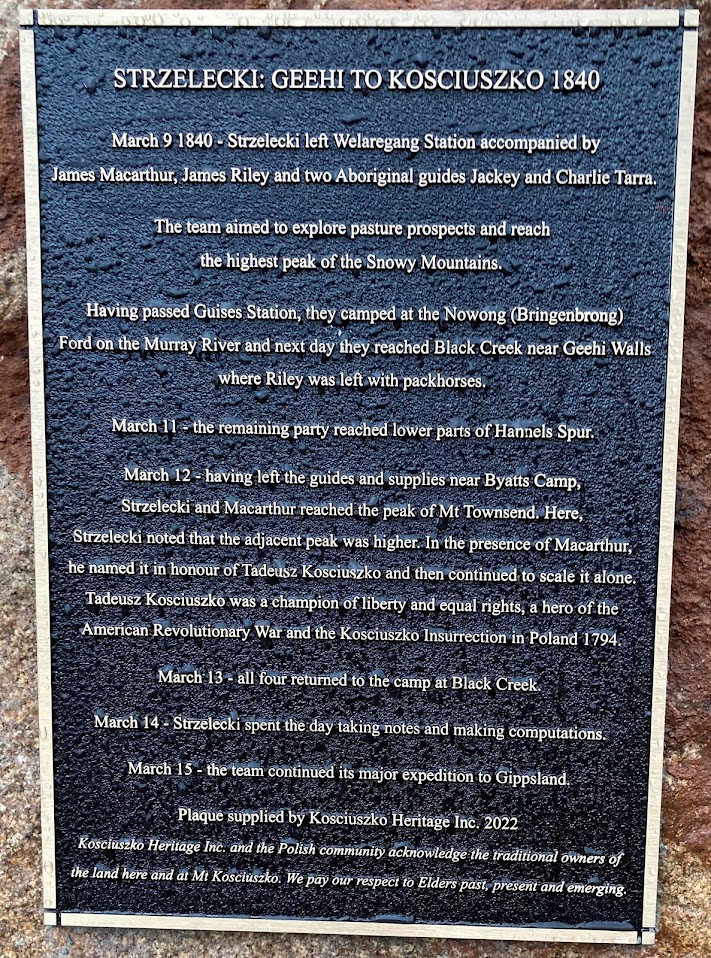 STRZELECKI: GEEHI TO KOSCIUSZKO 1840
March 9 1840 - Strzelecki left Welaregang Station accompanied by
James Macarthur, James Riley and two Aboriginal guides Jackey and Charlie Tarra.
The team aimed to explore pasture prospects and reach
the highest peak of the Snowy Mountains.
Having passed Guises Station, they camped at the Nowong (Bringenbrong)
Ford on the Murray River and next day they reached Black Creek near Geehi Walls
where Riley was left with packhorses.
March 11 - the remaining party reached lower parts of Hannels Spur.
March 12 - having left the guides and supplies near Byatts Camp,
Strzelecki and Macarthur reached the peak of Mt Townsend. Here,
Strzelecki noted that the adjacent peak was higher. In the presence of Macarthur,
he named it in honour of Tadeusz Kosciuszko and then continued to scale it alone.
Tadeusz Kosciuszko was a champion of liberty and equal rights, a hero of the
American Revolutionary War and the Kosciuszko Insurrection in Poland 1794.
March 13 - all four returned to the camp at Black Creek.
March 14 - Strzelecki spent the day taking notes and making computations.
March 15 - the team continued its major expedition to Gippsland.
Plaque supplied by Kosciuszko Heritage Inc. 2022
Kosciuszko Heritage Inc. and the Polish community acknowledge the traditional owners of
the land here and at Mt Kosciuszko. We pay our respect to Elders past, present and emerging.